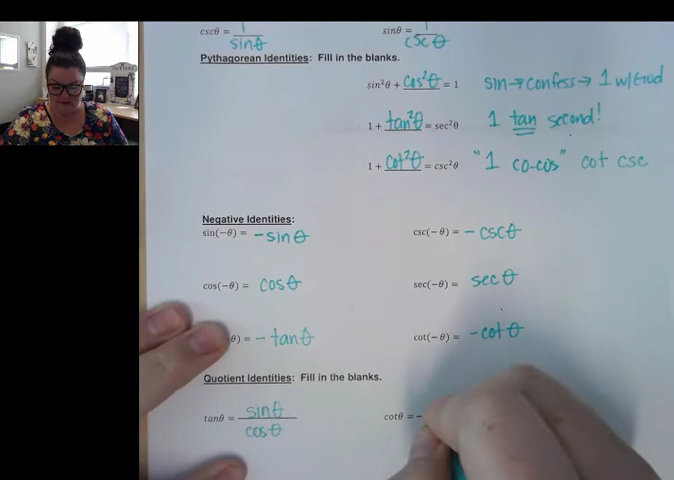 cscθ = 1/sinθ sinθ = 1/cscθ
Pythagorean Identities: Fill in the blanks.
sin²θ + cos²θ = 1 sin → confess → 1 w/God
1 + tan²θ = sec²θ 1 tan second!
1 + cot²θ = csc²θ "1 co-cos" cot csc
Negative Identities:
sin(−θ) = −sinθ csc(−θ) = −cscθ
cos(−θ) = cosθ sec(−θ) = secθ
θ) = −tanθ cot(−θ) = −cotθ
Quotient Identities: Fill in the blanks.
tanθ = sinθ/cosθ cotθ =